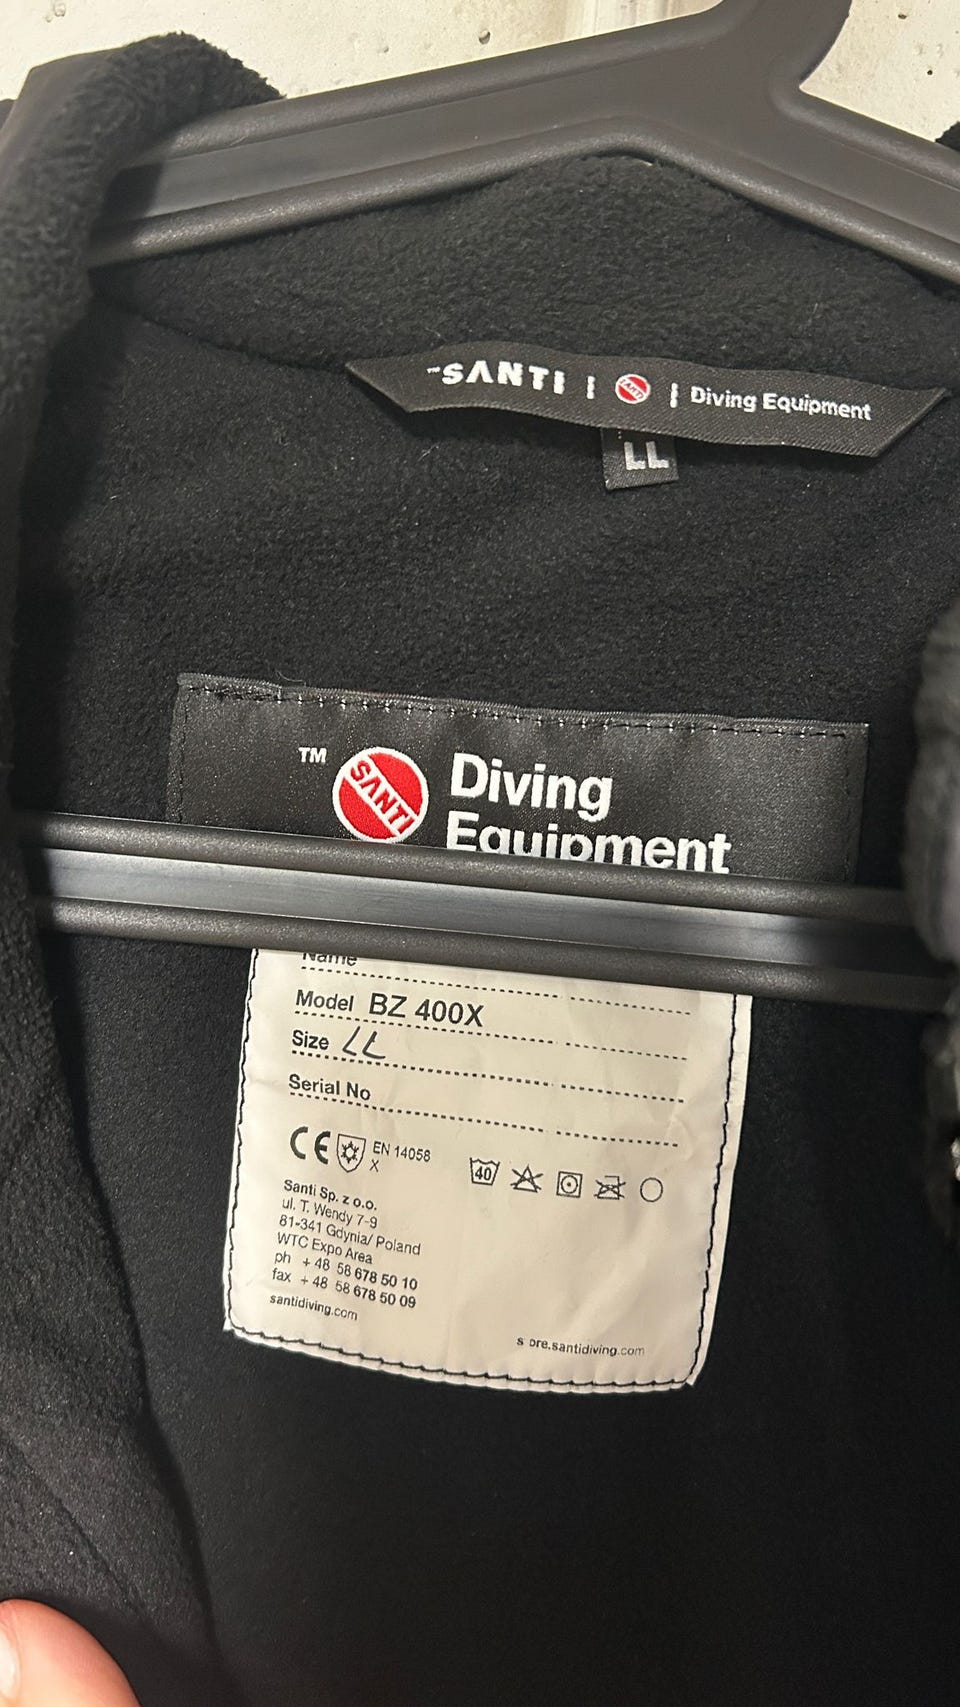 ™SANTI | SANTI | Diving Equipment
LL
TM SANTI Diving
Equipment
Name
Model BZ 400X
Size LL
Serial No
CE EN 14058
X
40
Santi Sp. z o.o.
ul. T. Wendy 7-9
81-341 Gdynia/ Poland
WTC Expo Area
ph + 48 58 678 50 10
fax + 48 58 678 50 09
santidiving.com
s ore.santidiving.com